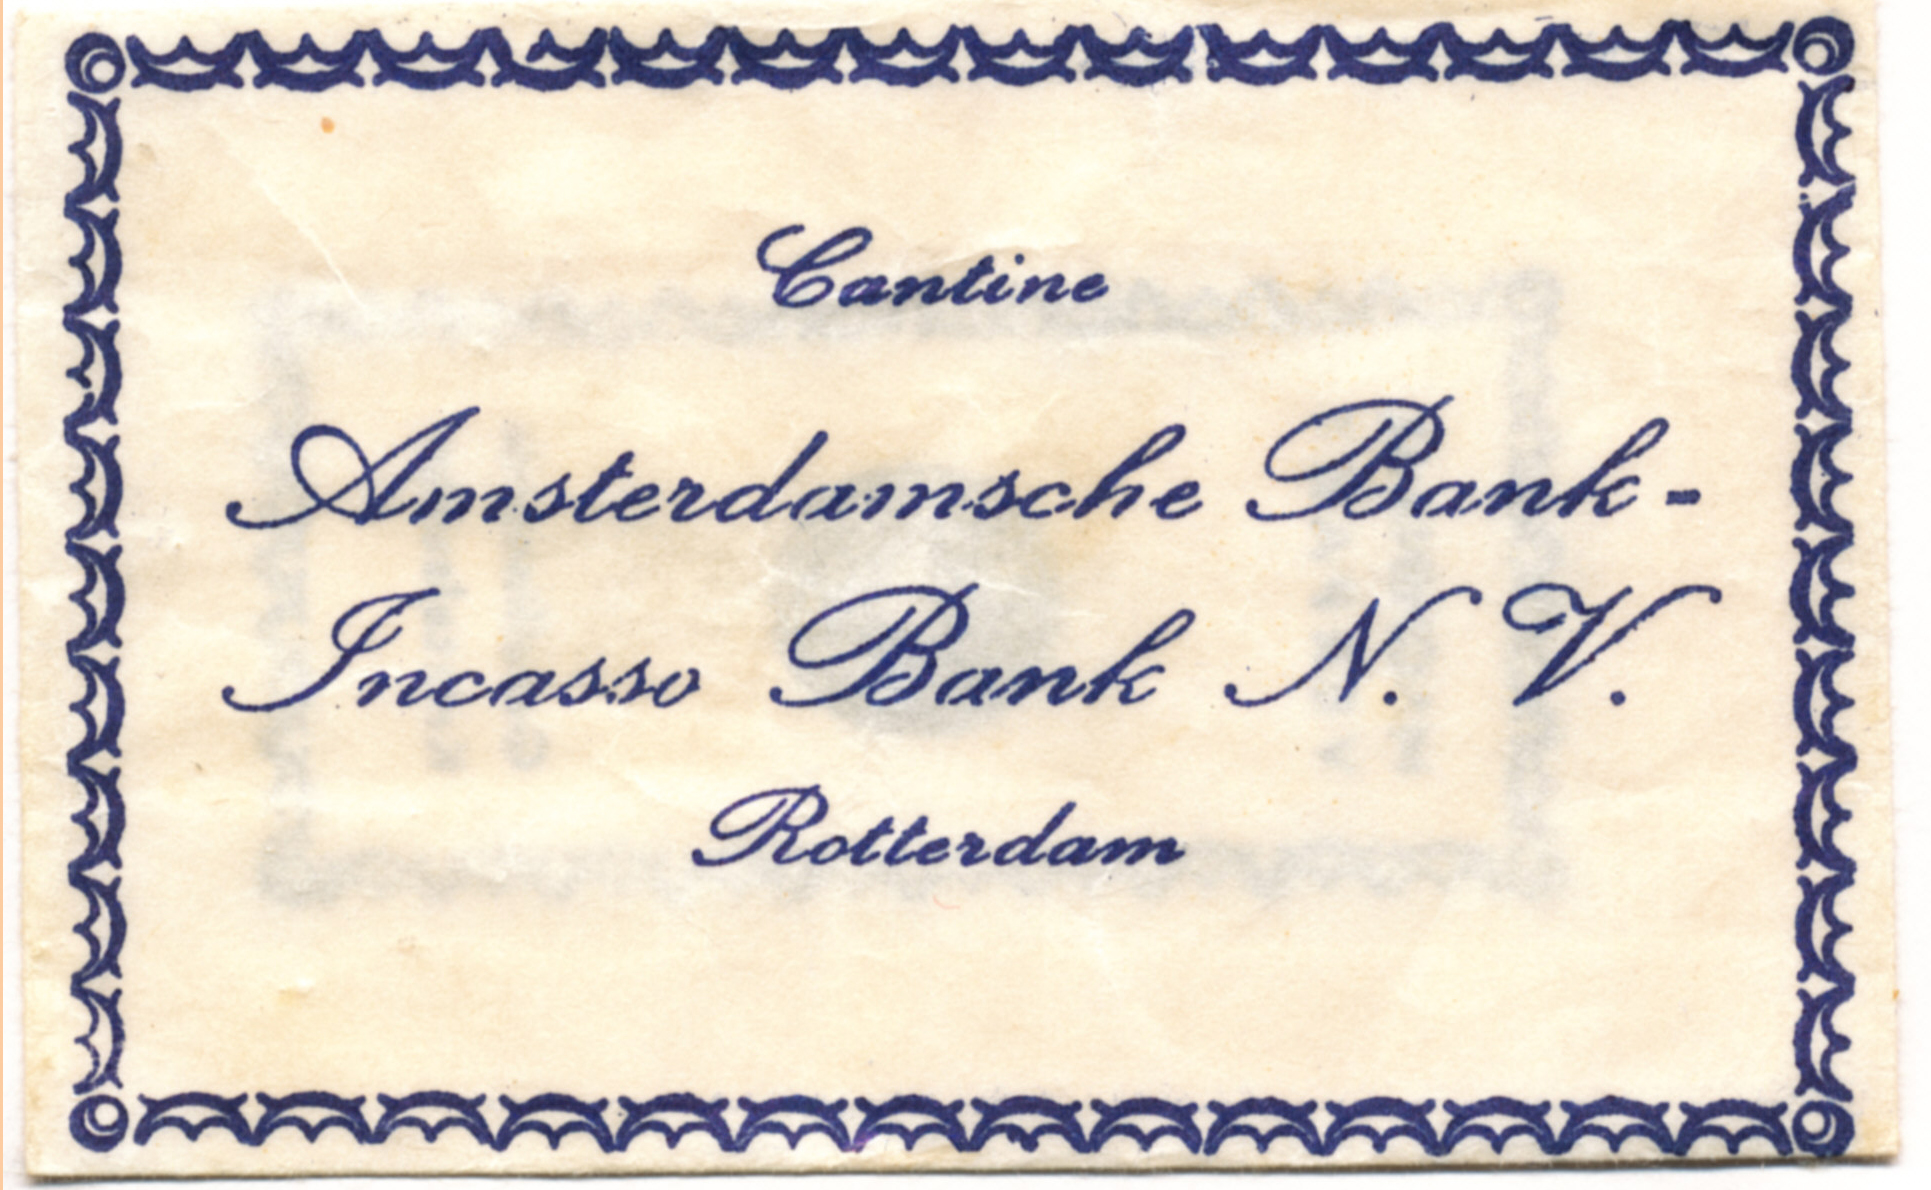 Cantine
Amsterdamsche Bank-
Incasso Bank N. V.
Rotterdam